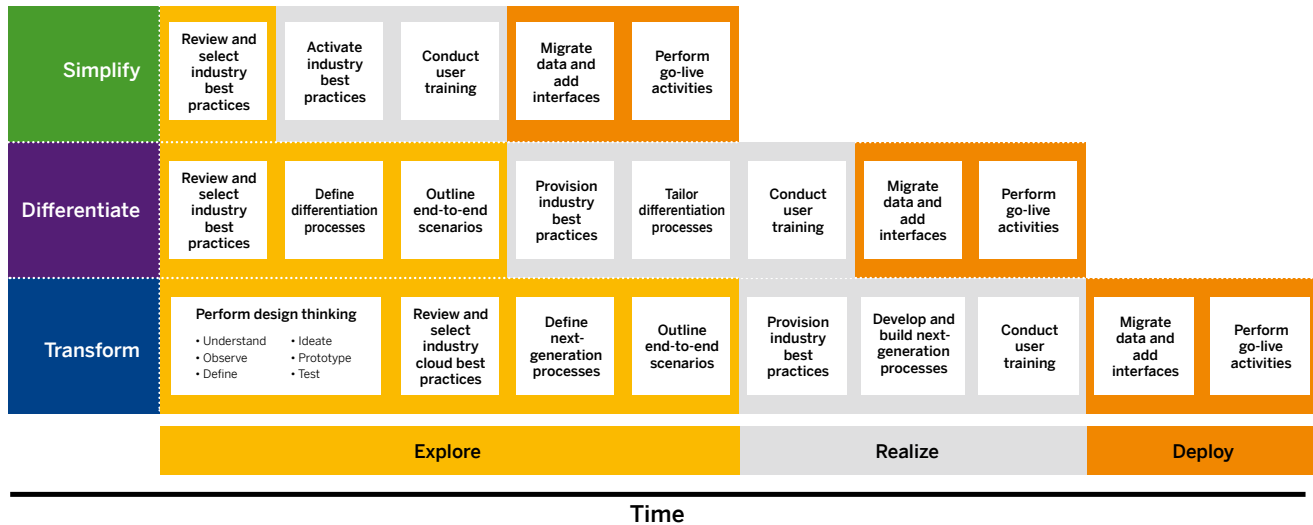 Simplify
Review and
select
industry
best
practices
Activate
industry
best
practices
Conduct
user
training
Migrate
data and
add
interfaces
Perform
go-live
activities
Differentiate
Review and
select
industry
best
practices
Define
differentiation
processes
Outline
end-to-end
scenarios
Provision
industry
best
practices
Tailor
differentiation
processes
Conduct
user
training
Migrate
data and
add
interfaces
Perform
go-live
activities
Transform
Perform design thinking
• Understand
• Observe
• Define
• Ideate
• Prototype
• Test
Review and
select
industry
cloud best
practices
Define
next-
generation
processes
Outline
end-to-end
scenarios
Provision
industry
best
practices
Develop and
build next-
generation
processes
Conduct
user
training
Migrate
data and
add
interfaces
Perform
go-live
activities
Explore
Realize
Deploy
Time